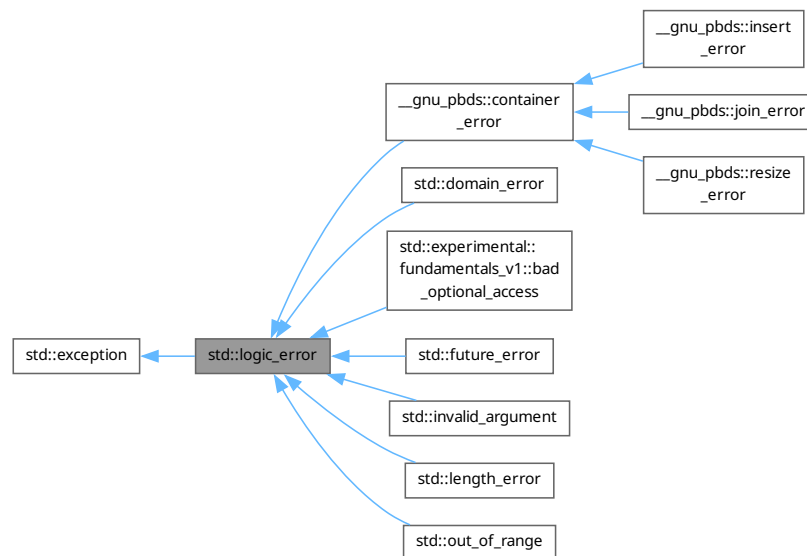 __gnu_pbds::insert
_error
__gnu_pbds::container
_error
__gnu_pbds::join_error
__gnu_pbds::resize
_error
std::domain_error
std::experimental::
fundamentals_v1::bad
_optional_access
std::exception
std::logic_error
std::future_error
std::invalid_argument
std::length_error
std::out_of_range